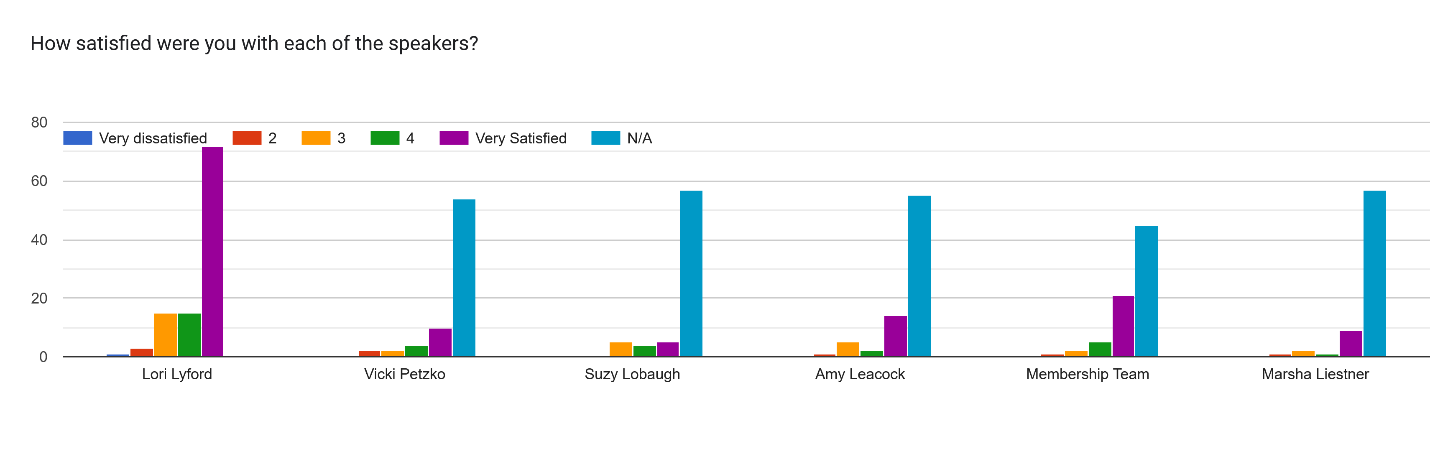 How satisfied were you with each of the speakers?
80
Very dissatisfied 2 3 4 Very Satisfied N/A
60
40
20
0
Lori Lyford Vicki Petzko Suzy Lobaugh Amy Leacock Membership Team Marsha Liestner